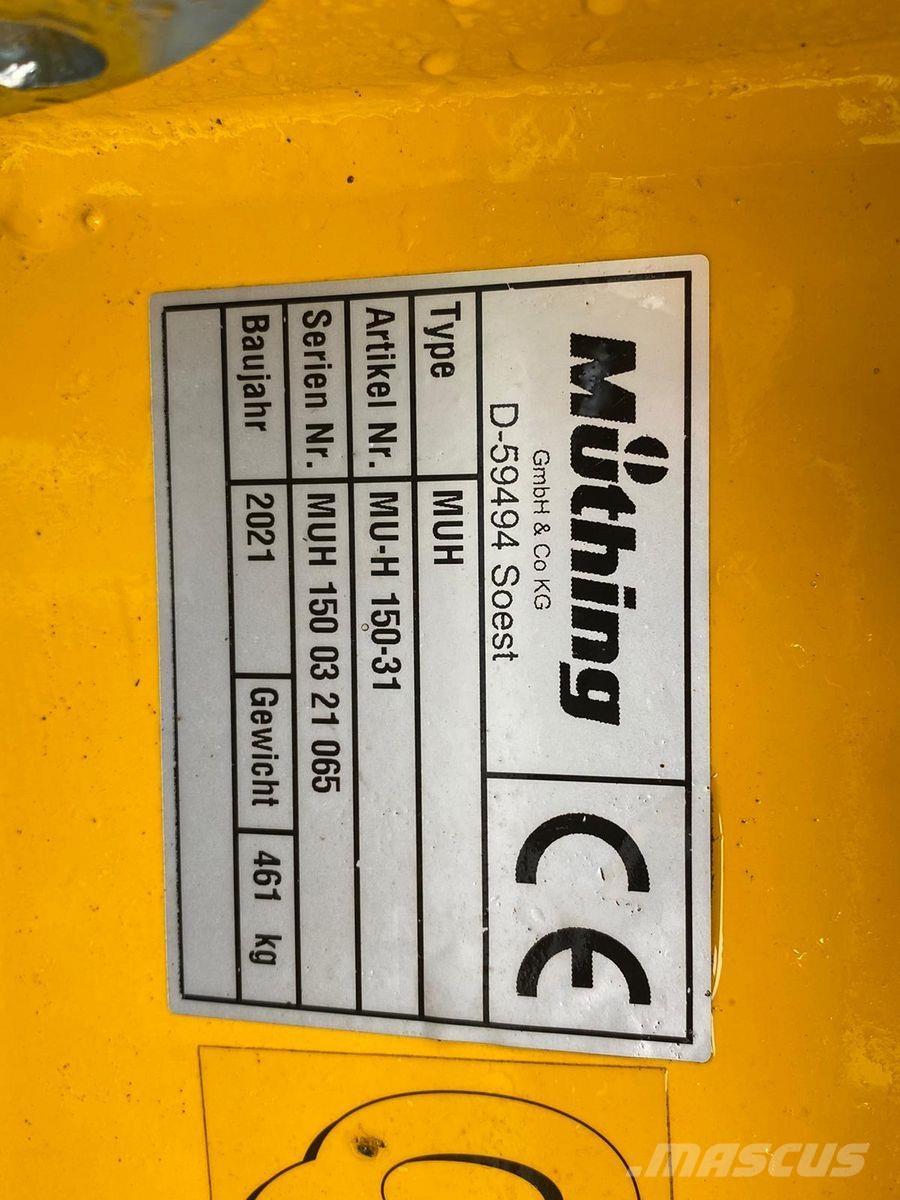 Müthing
GmbH & Co KG
D-59494 Soest
CE
Type MUH
Artikel Nr. MU-H 150-31
Serien Nr. MUH 150 03 21 065
Baujahr 2021 Gewicht 461 kg
MASCUS